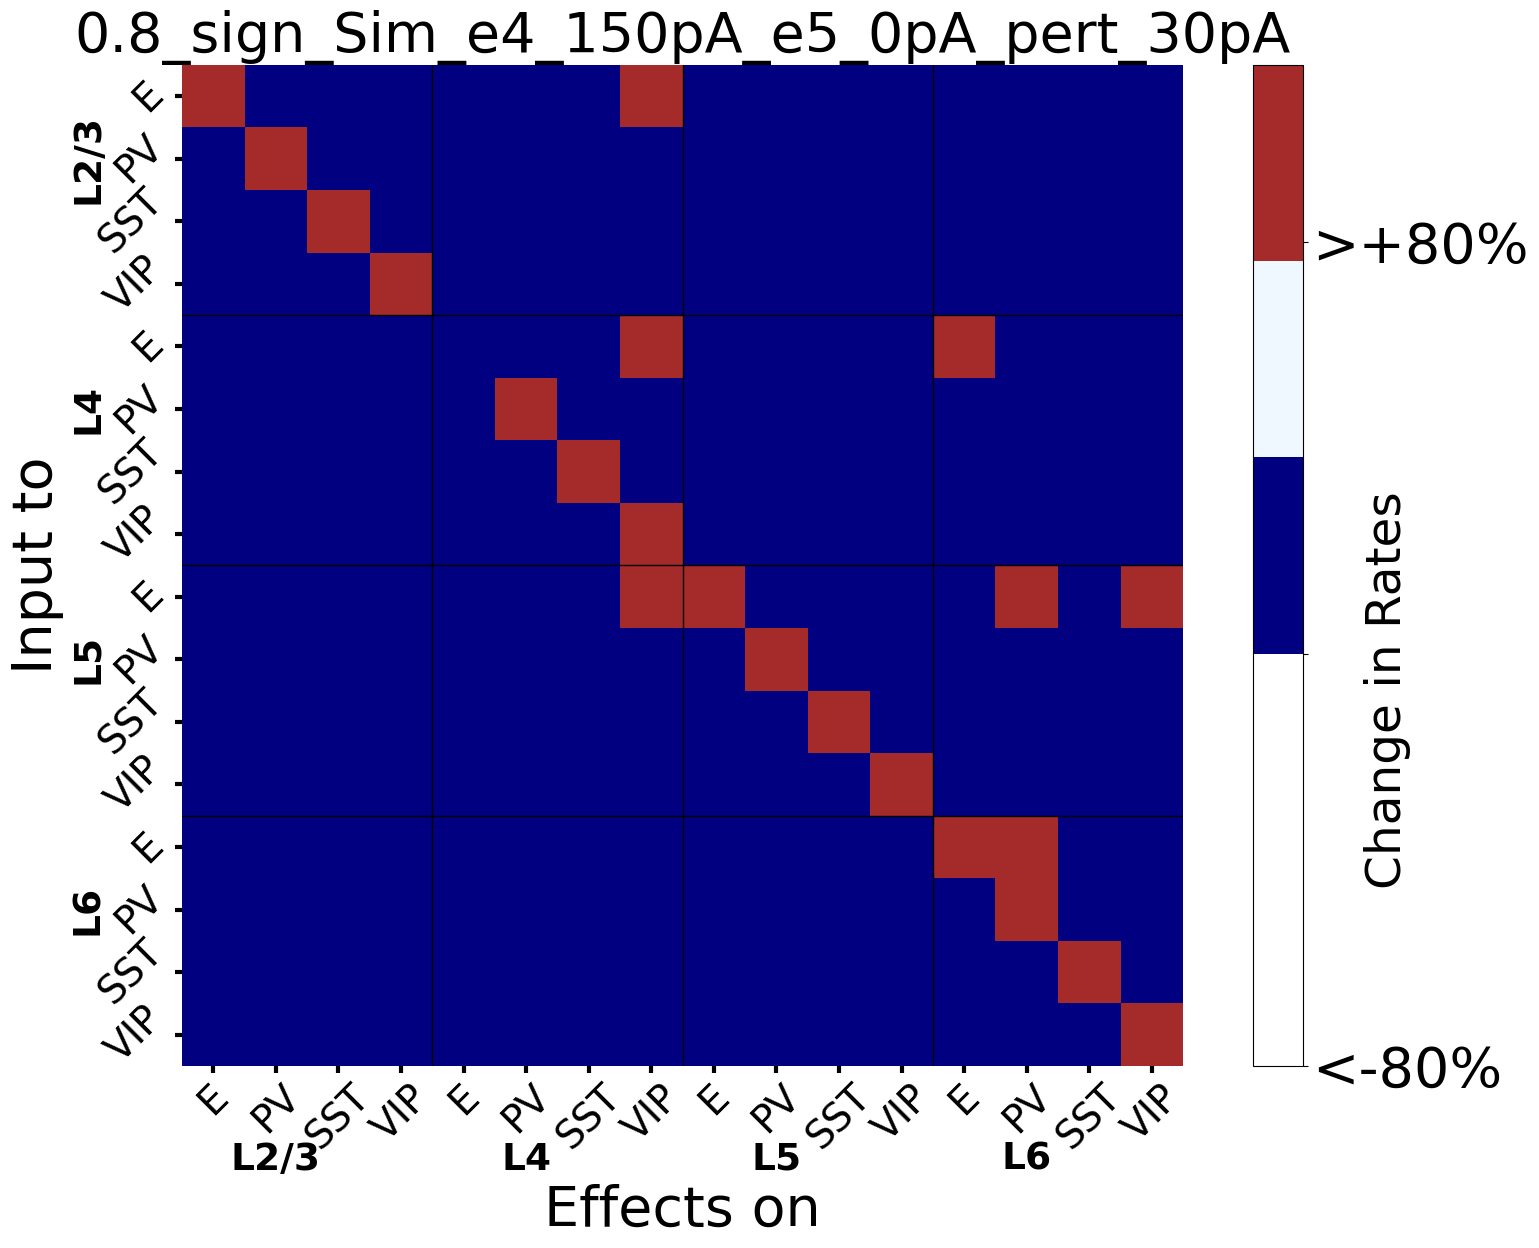 0.8_sign_Sim_e4_150pA_e5_0pA_pert_30pA
Input to
L2/3
E
PV
SST
VIP
L4
E
PV
SST
VIP
L5
E
PV
SST
VIP
L6
E
PV
SST
VIP
E
PV
SST
VIP
E
PV
SST
VIP
E
PV
SST
VIP
E
PV
SST
VIP
L2/3
L4
L5
L6
Effects on
>+80%
<-80%
Change in Rates